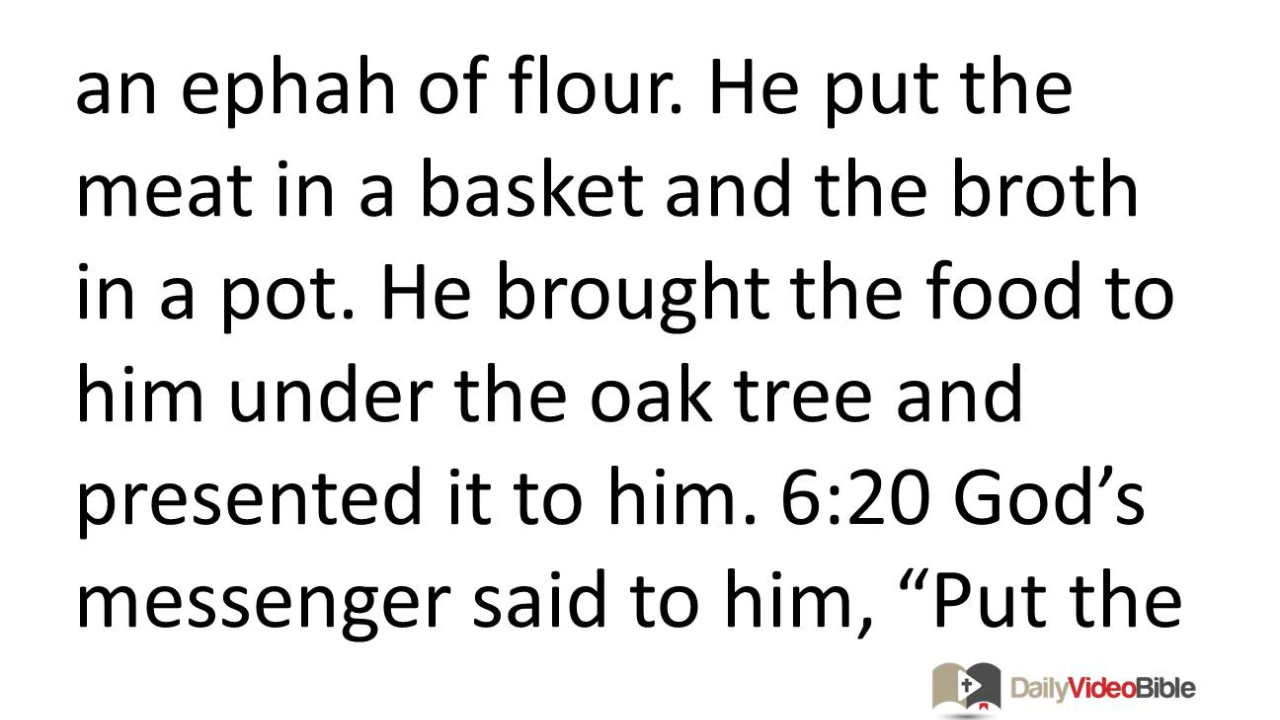 an ephah of flour. He put the
meat in a basket and the broth
in a pot. He brought the food to
him under the oak tree and
presented it to him. 6:20 God’s
messenger said to him, “Put the
DailyVideoBible